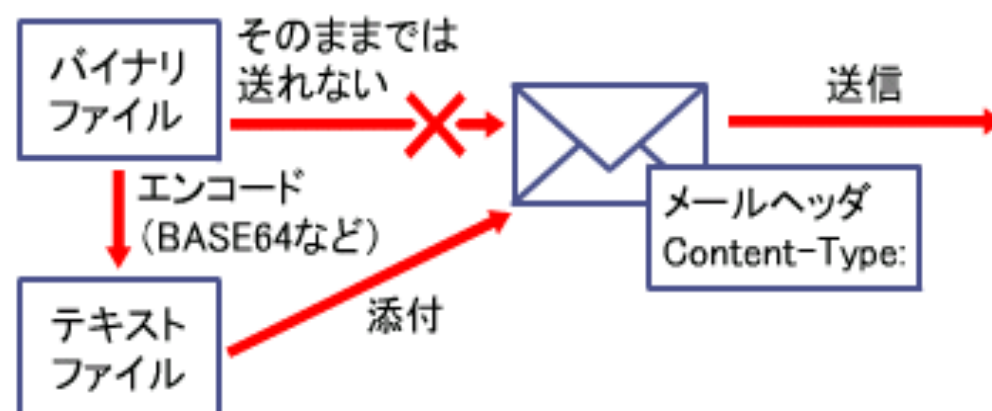 バイナリ
ファイル
そのままでは
送れない
送信
エンコード
（BASE64など）
メールヘッダ
Content-Type:
添付
テキスト
ファイル